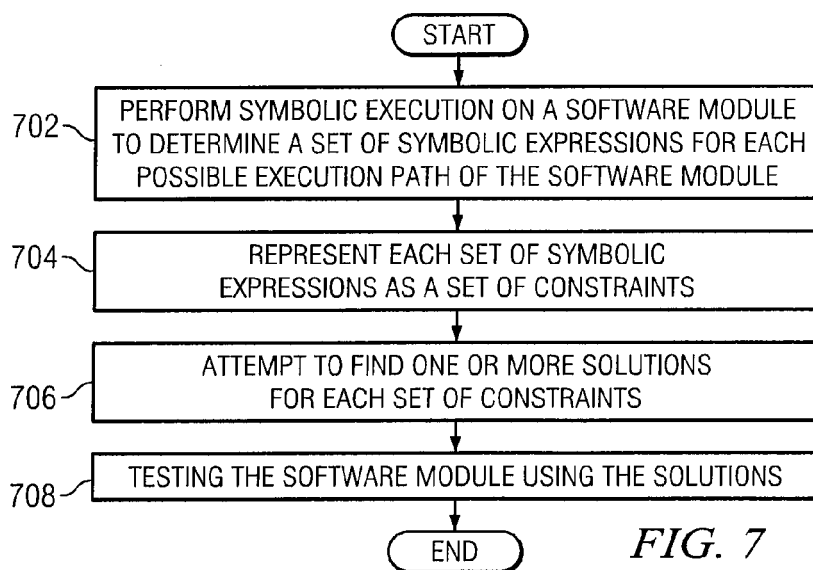 START
702
PERFORM SYMBOLIC EXECUTION ON A SOFTWARE MODULE
TO DETERMINE A SET OF SYMBOLIC EXPRESSIONS FOR EACH
POSSIBLE EXECUTION PATH OF THE SOFTWARE MODULE
704
REPRESENT EACH SET OF SYMBOLIC
EXPRESSIONS AS A SET OF CONSTRAINTS
706
ATTEMPT TO FIND ONE OR MORE SOLUTIONS
FOR EACH SET OF CONSTRAINTS
708
TESTING THE SOFTWARE MODULE USING THE SOLUTIONS
END
FIG. 7